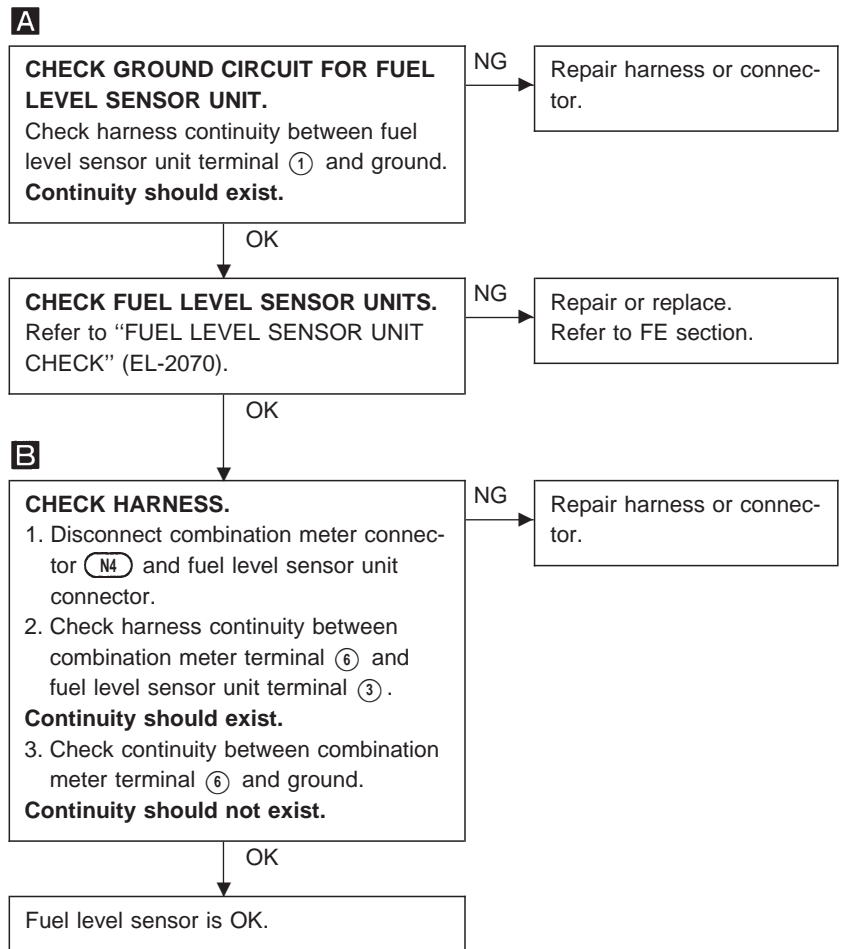 A
CHECK GROUND CIRCUIT FOR FUEL
LEVEL SENSOR UNIT.
Check harness continuity between fuel
level sensor unit terminal ① and ground.
Continuity should exist.
NG
Repair harness or connec-
tor.
OK
CHECK FUEL LEVEL SENSOR UNITS.
Refer to ‘‘FUEL LEVEL SENSOR UNIT
CHECK’’ (EL-2070).
NG
Repair or replace.
Refer to FE section.
OK
B
CHECK HARNESS.
1. Disconnect combination meter connec-
tor N4 and fuel level sensor unit
connector.
2. Check harness continuity between
combination meter terminal ⑥ and
fuel level sensor unit terminal ③.
Continuity should exist.
3. Check continuity between combination
meter terminal ⑥ and ground.
Continuity should not exist.
NG
Repair harness or connec-
tor.
OK
Fuel level sensor is OK.